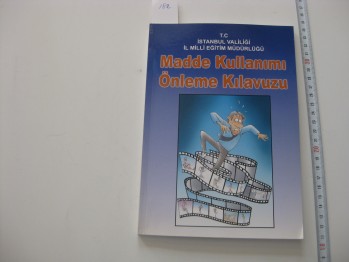 T.C
İSTANBUL VALİLİĞİ
İL MİLLİ EĞİTİM MÜDÜRLÜĞÜ
Madde Kullanımı
Önleme Kılavuzu